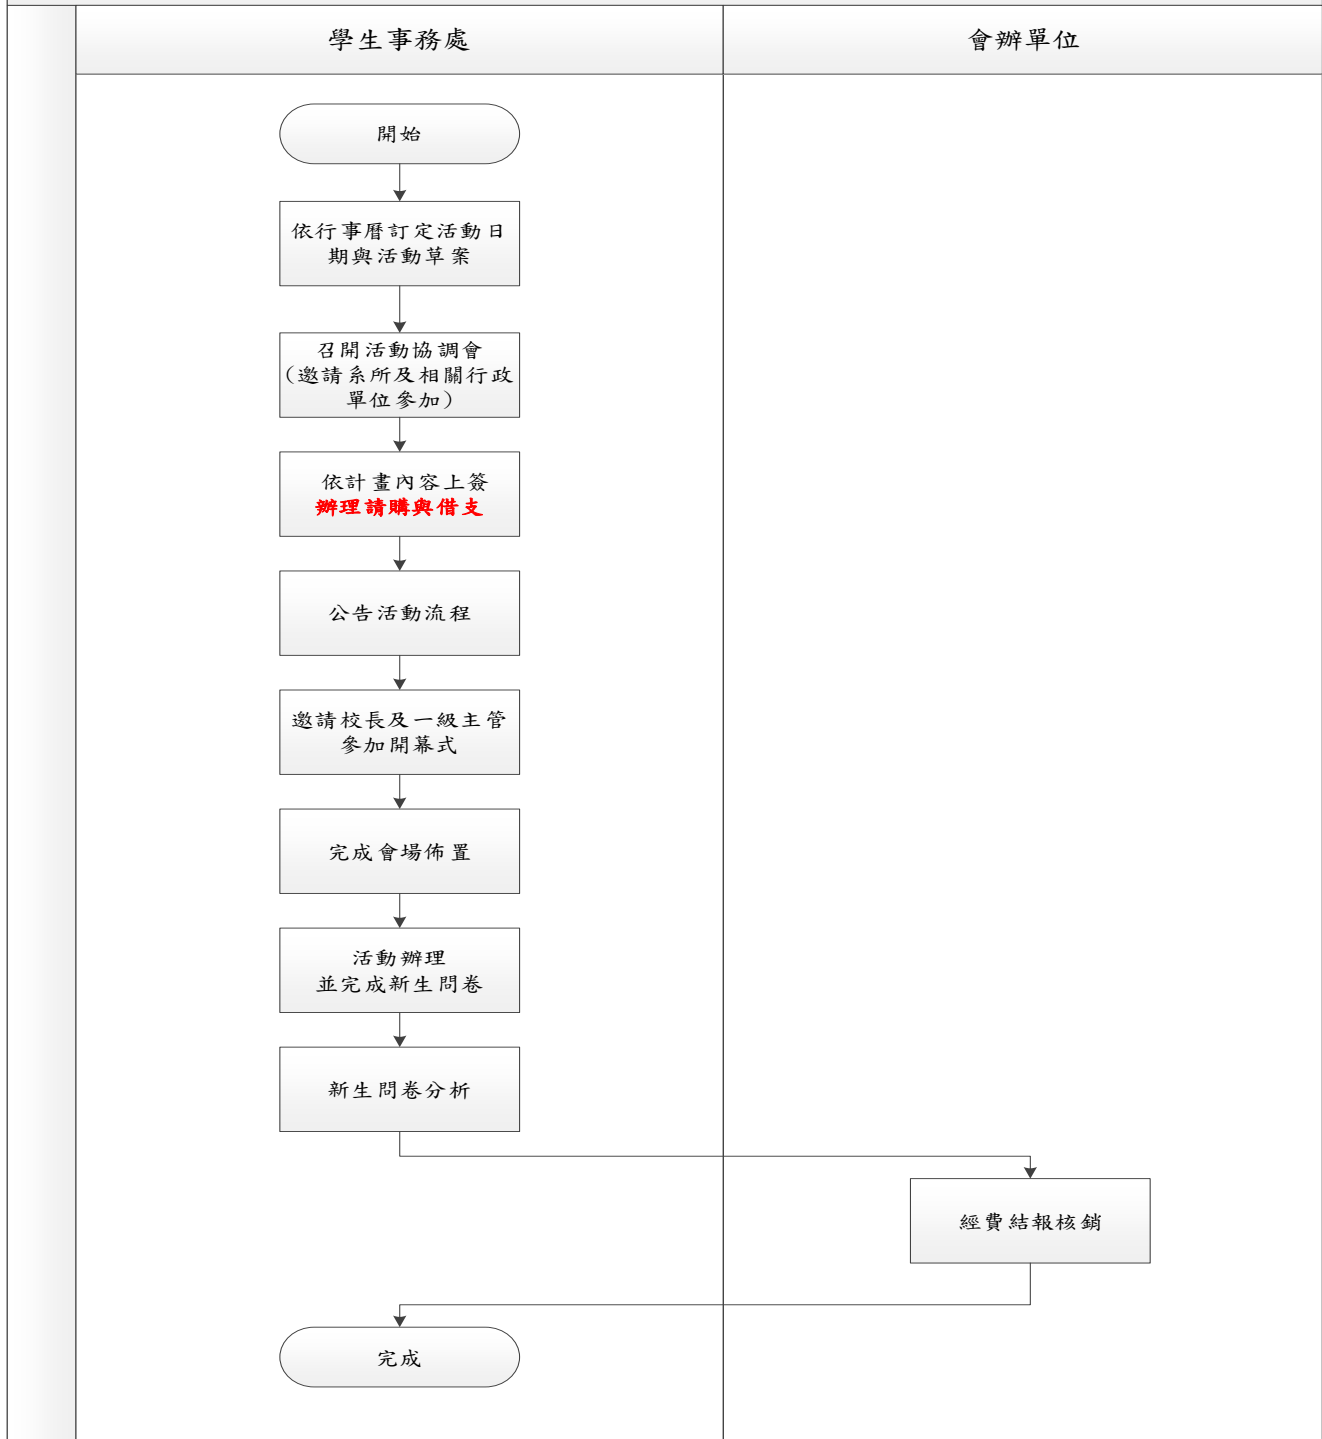 學生事務處
會辦單位
開始
依行事曆訂定活動日
期與活動草案
召開活動協調會
(邀請系所及相關行政
單位參加)
依計畫內容上簽
辦理請購與借支
公告活動流程
邀請校長及一級主管
參加開幕式
完成會場佈置
活動辦理
並完成新生問卷
新生問卷分析
經費結報核銷
完成